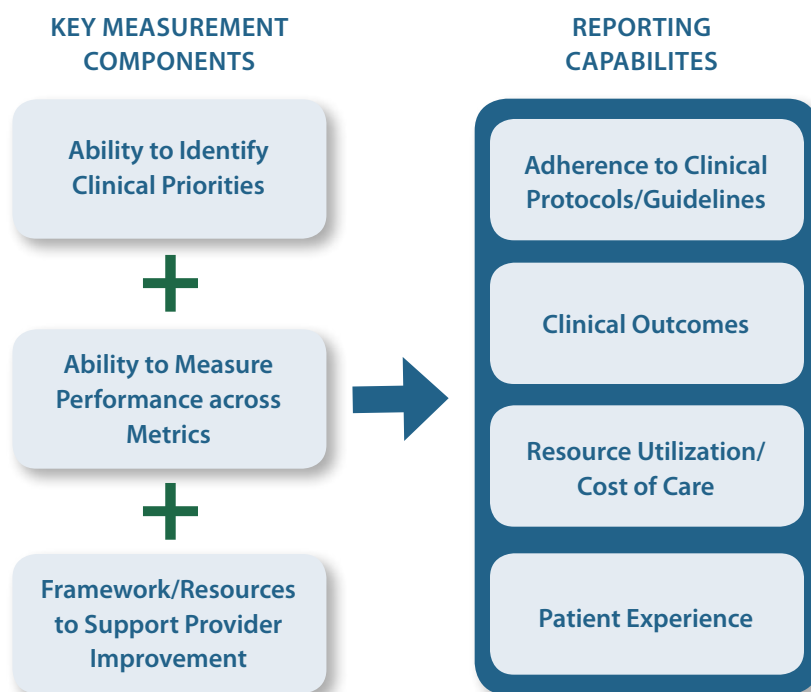 KEY MEASUREMENT
COMPONENTS
Ability to Identify
Clinical Priorities
Ability to Measure
Performance across
Metrics
Framework/Resources
to Support Provider
Improvement
REPORTING
CAPABILITES
Adherence to Clinical
Protocols/Guidelines
Clinical Outcomes
Resource Utilization/
Cost of Care
Patient Experience